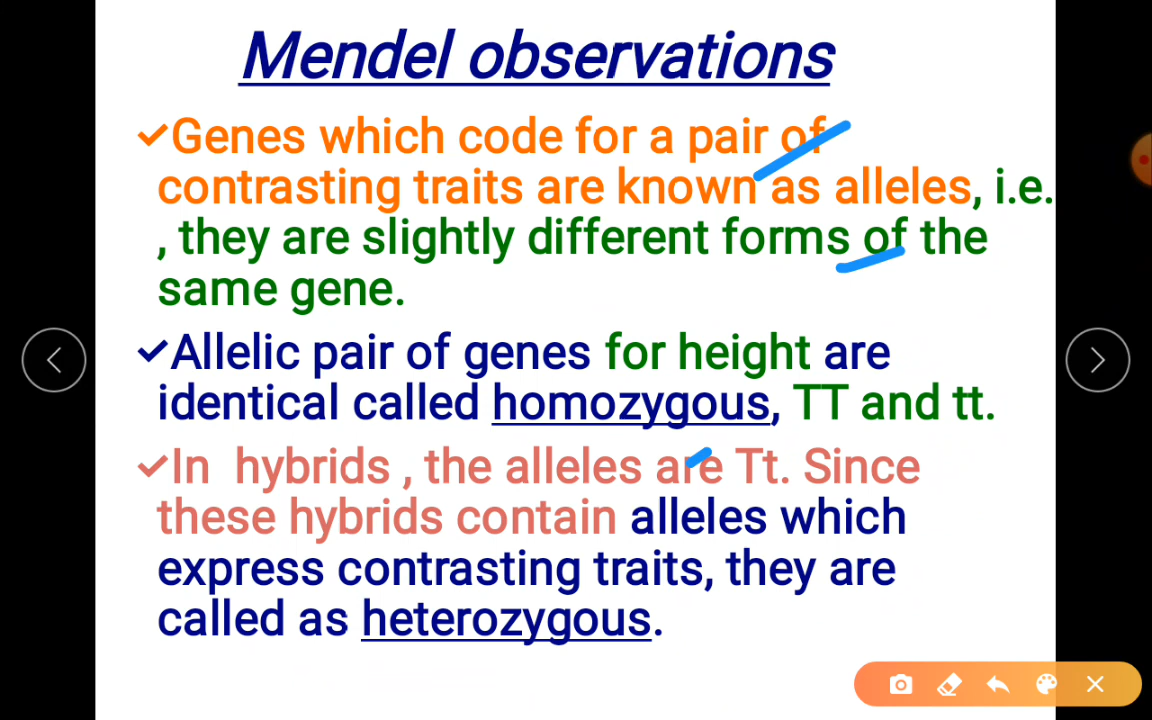 Mendel observations
✓Genes which code for a pair of
contrasting traits are known as alleles, i.e.
, they are slightly different forms of the
same gene.
✓Allelic pair of genes for height are
identical called homozygous, TT and tt.
✓In hybrids , the alleles are Tt. Since
these hybrids contain alleles which
express contrasting traits, they are
called as heterozygous.